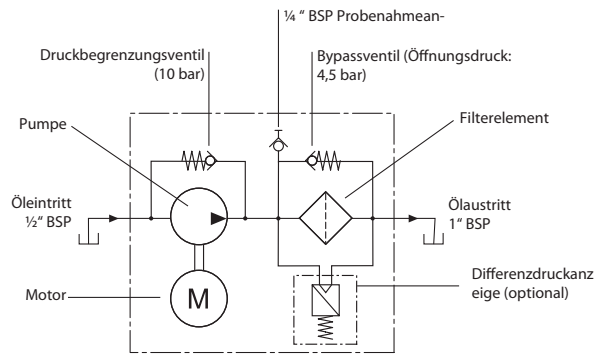 ¼ “ BSP Probenahmean-
Druckbegrenzungsventil
(10 bar)
Bypassventil (Öffnungsdruck:
4,5 bar)
Pumpe
Filterelement
Öleintritt
½“ BSP
Ölaustritt
1“ BSP
Differenzdruckanz
eige (optional)
Motor
M